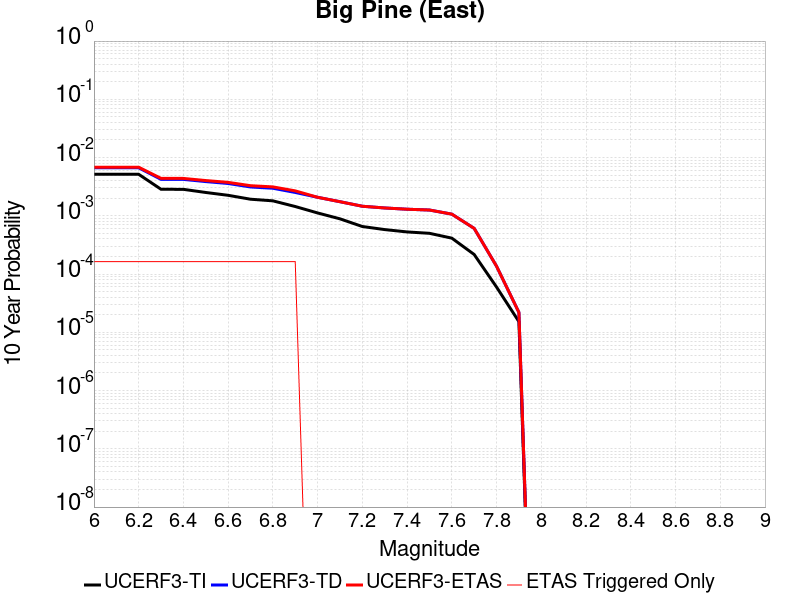 Big Pine (East)
10 0
10 -1
10 -2
10 -3
10 -4
10 -5
10 -6
10 -7
10 -8
10 Year Probability
6 6.2 6.4 6.6 6.8 7 7.2 7.4 7.6 7.8 8 8.2 8.4 8.6 8.8 9
Magnitude
UCERF3-TI UCERF3-TD UCERF3-ETAS ETAS Triggered Only